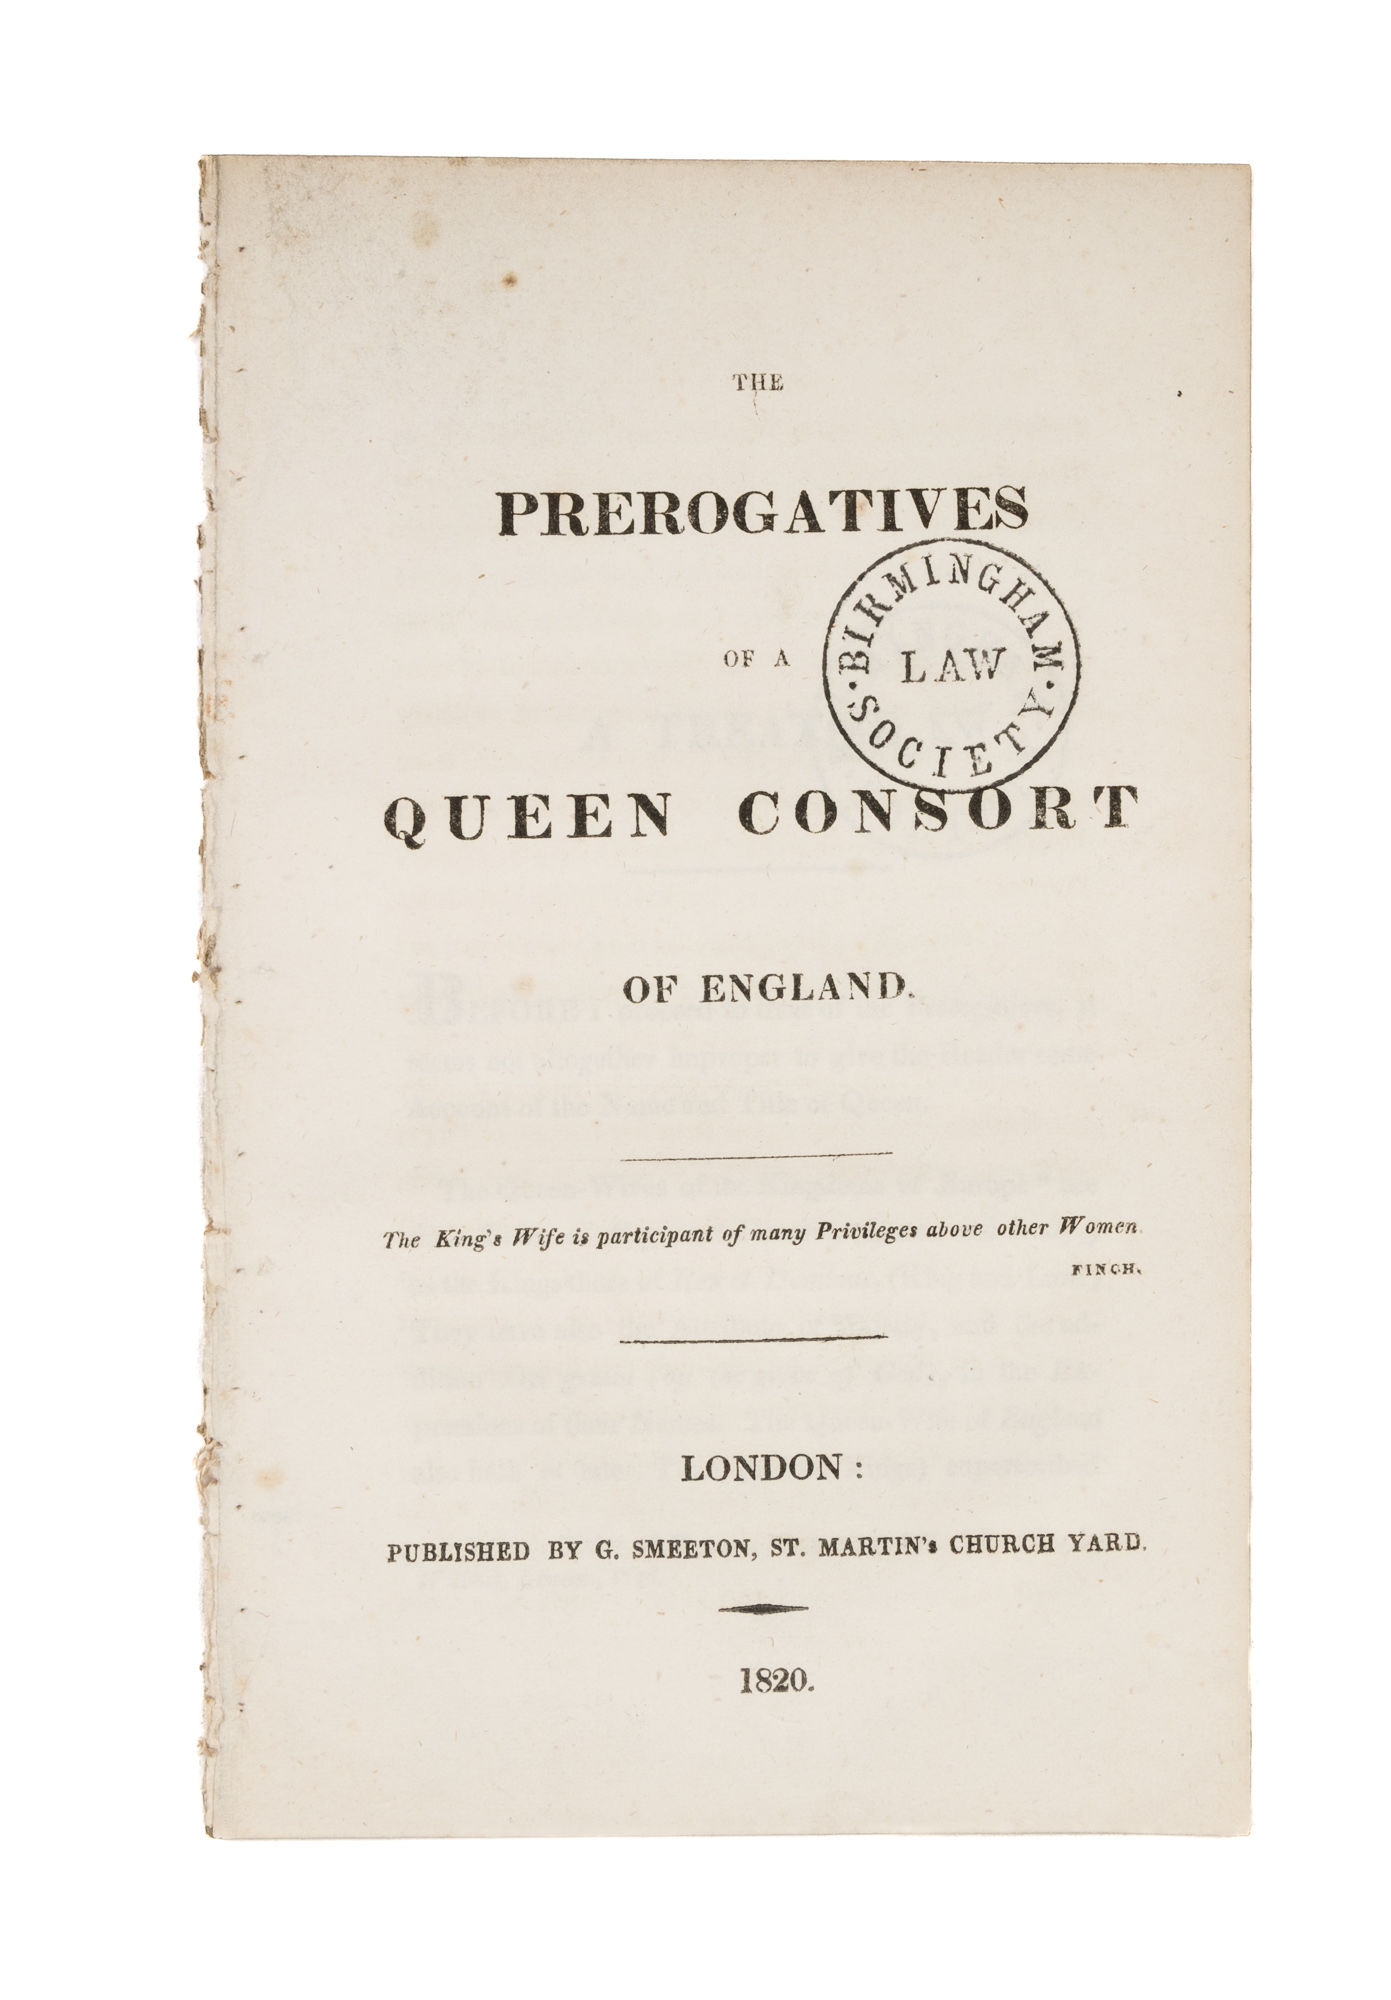 THE
PREROGATIVES
OF A
BIRMINGHAM
LAW
SOCIETY
QUEEN CONSORT
OF ENGLAND.
The King's Wife is participant of many Privileges above other Women.
FINCH.
LONDON:
PUBLISHED BY G. SMEETON, ST. MARTIN's CHURCH YARD.
1820.